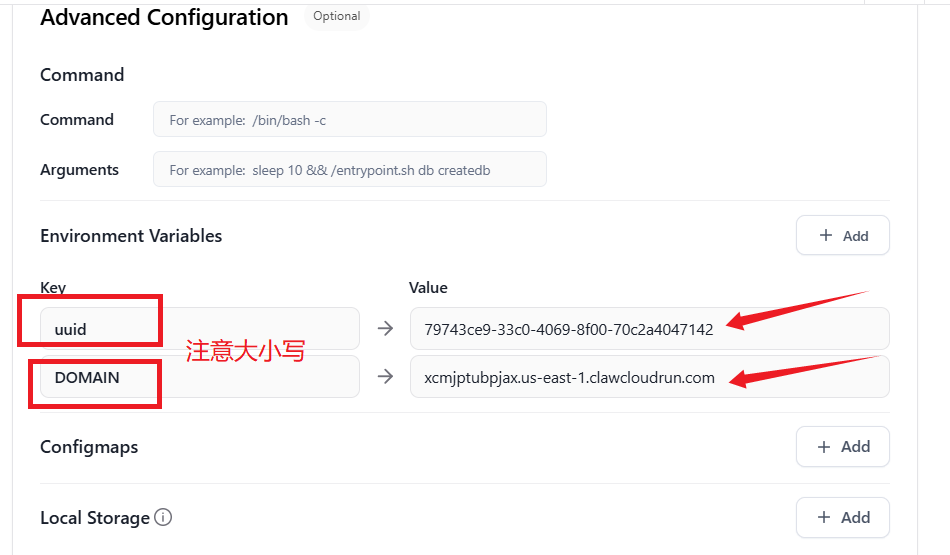 Advanced Configuration Optional
Command
Command For example: /bin/bash -c
Arguments For example: sleep 10 && /entrypoint.sh db createdb
Environment Variables + Add
Key Value
uuid → 79743ce9-33c0-4069-8f00-70c2a4047142
注意大小写
DOMAIN → xcmjptubpjax.us-east-1.clawcloudrun.com
Configmaps + Add
Local Storage + Add